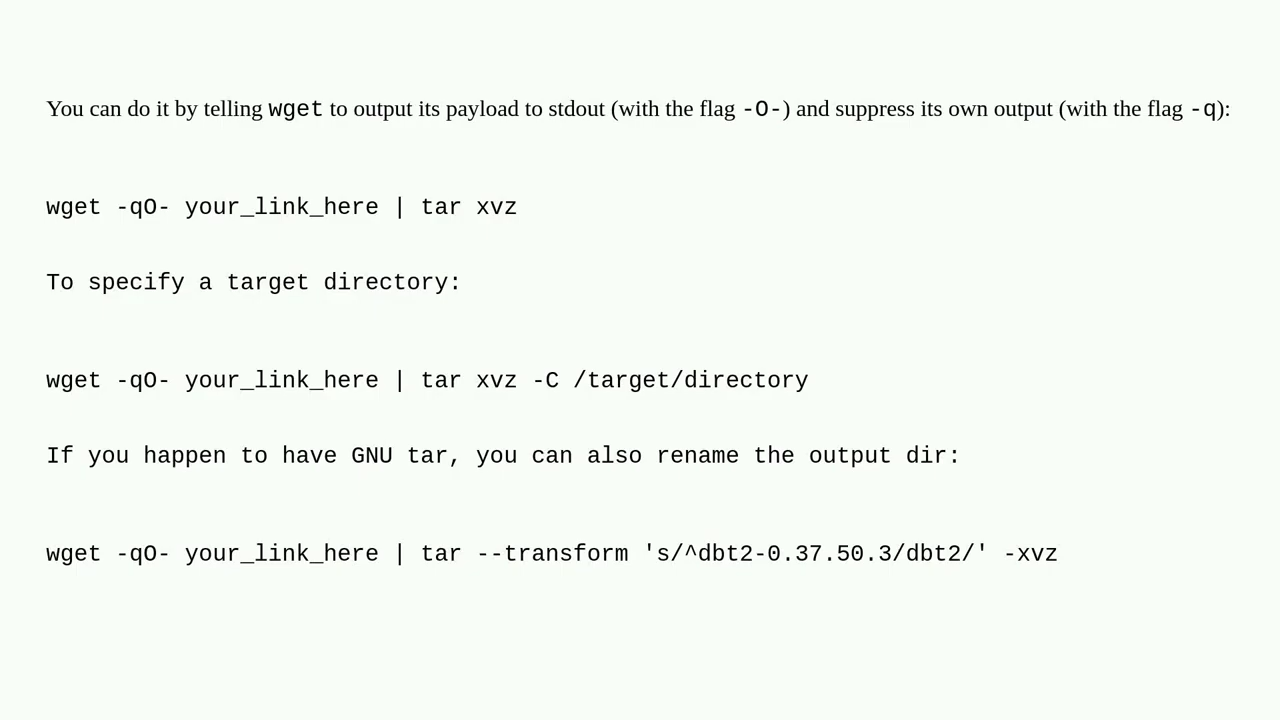 You can do it by telling wget to output its payload to stdout (with the flag -O-) and suppress its own output (with the flag -q):
wget -qO- your_link_here | tar xvz
To specify a target directory:
wget -qO- your_link_here | tar xvz -C /target/directory
If you happen to have GNU tar, you can also rename the output dir:
wget -qO- your_link_here | tar --transform 's/^dbt2-0.37.50.3/dbt2/' -xvz